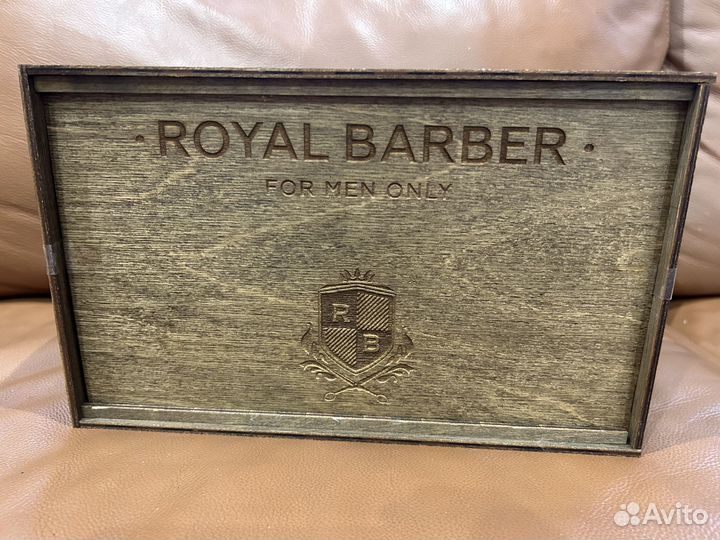 · ROYAL BARBER ·
FOR MEN ONLY
R
B
Avito